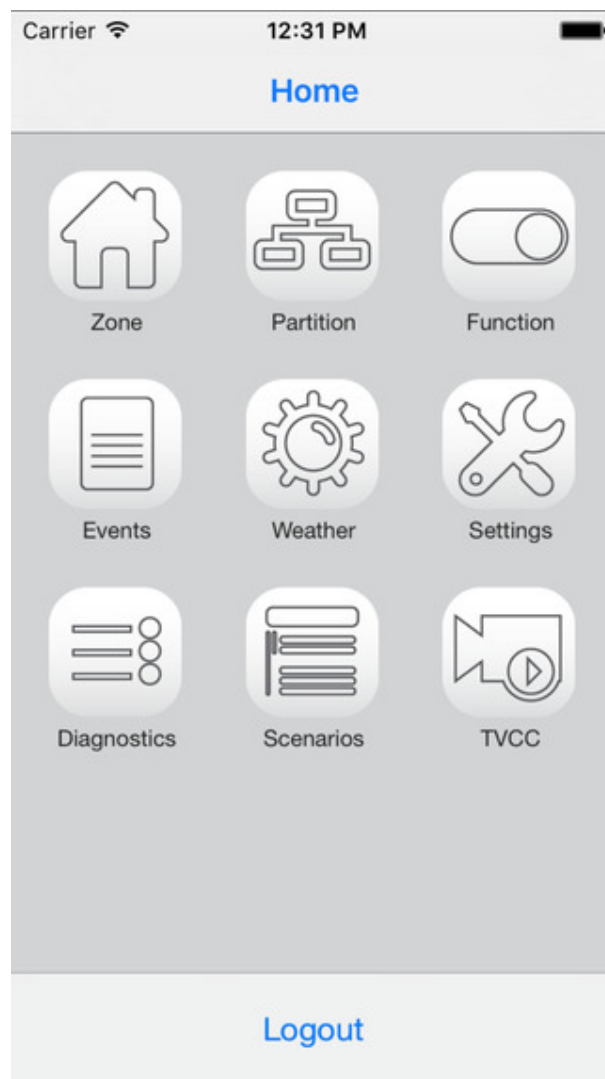 Carrier 12:31 PM
Home
Zone Partition Function
Events Weather Settings
Diagnostics Scenarios TVCC
Logout